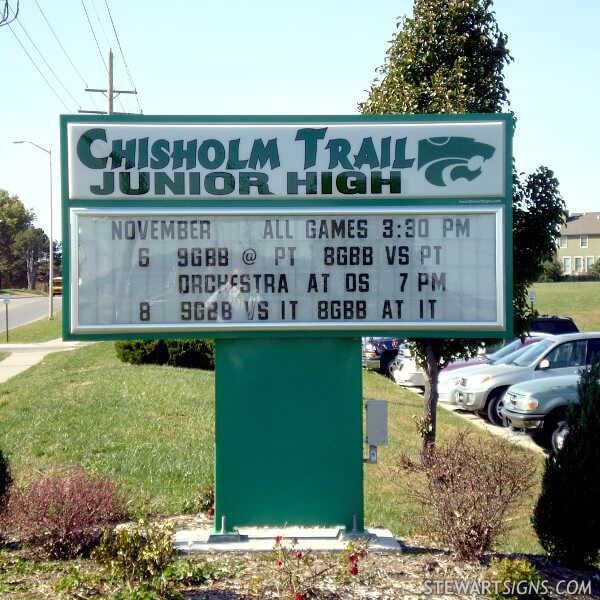 CHISHOLM TRAIL
JUNIOR HIGH
NOVEMBER ALL GAMES 3:30 PM
6 9GBB @ PT 8GBB VS PT
ORCHESTRA AT OS 7 PM
8 9GBB VS IT 8GBB AT IT
STEWARTSIGNS.COM